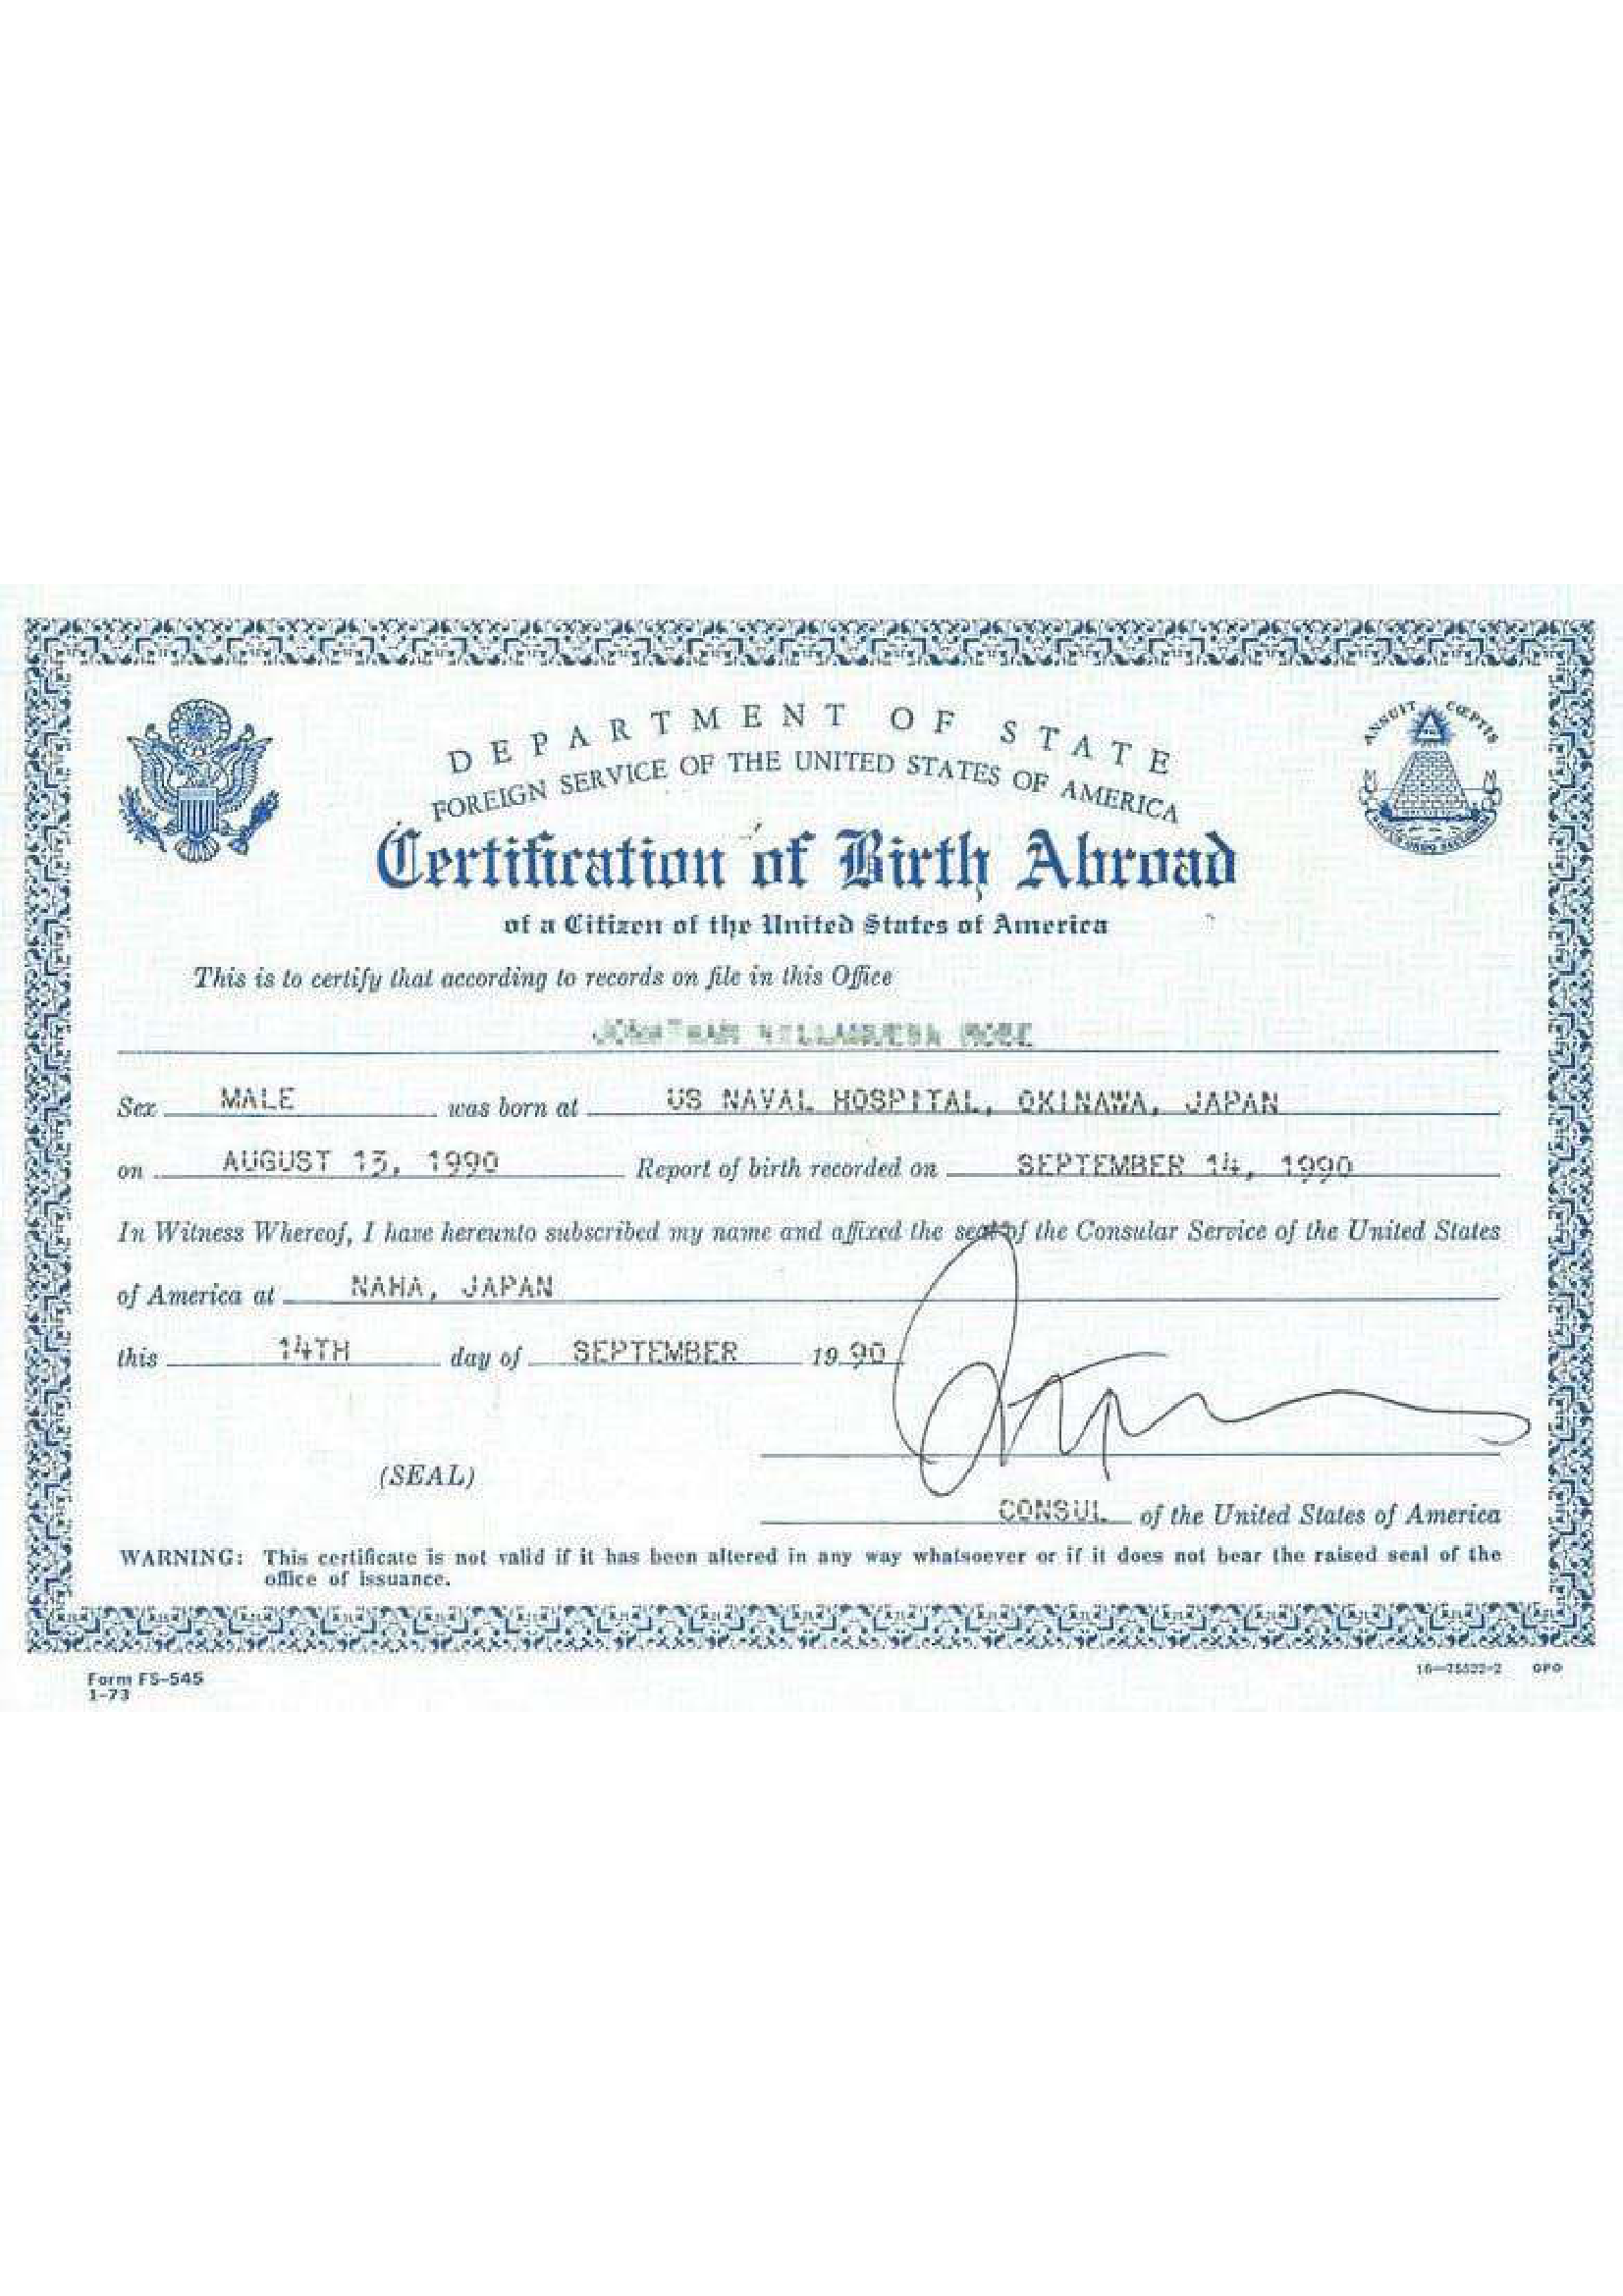 DEPARTMENT OF STATE
FOREIGN SERVICE OF THE UNITED STATES OF AMERICA
ANNUIT CŒPTIS
Certification of Birth Abroad
of a Citizen of the United States of America
This is to certify that according to records on file in this Office
Sex MALE was born at US NAVAL HOSPITAL, OKINAWA, JAPAN
on AUGUST 13, 1990 Report of birth recorded on SEPTEMBER 14, 1990
In Witness Whereof, I have hereunto subscribed my name and affixed the seal of the Consular Service of the United States
of America at NAHA, JAPAN
this 14TH day of SEPTEMBER 19 90
(SEAL)
CONSUL of the United States of America
WARNING: This certificate is not valid if it has been altered in any way whatsoever or if it does not bear the raised seal of the
office of issuance.
Form FS-545
1-73
GPO